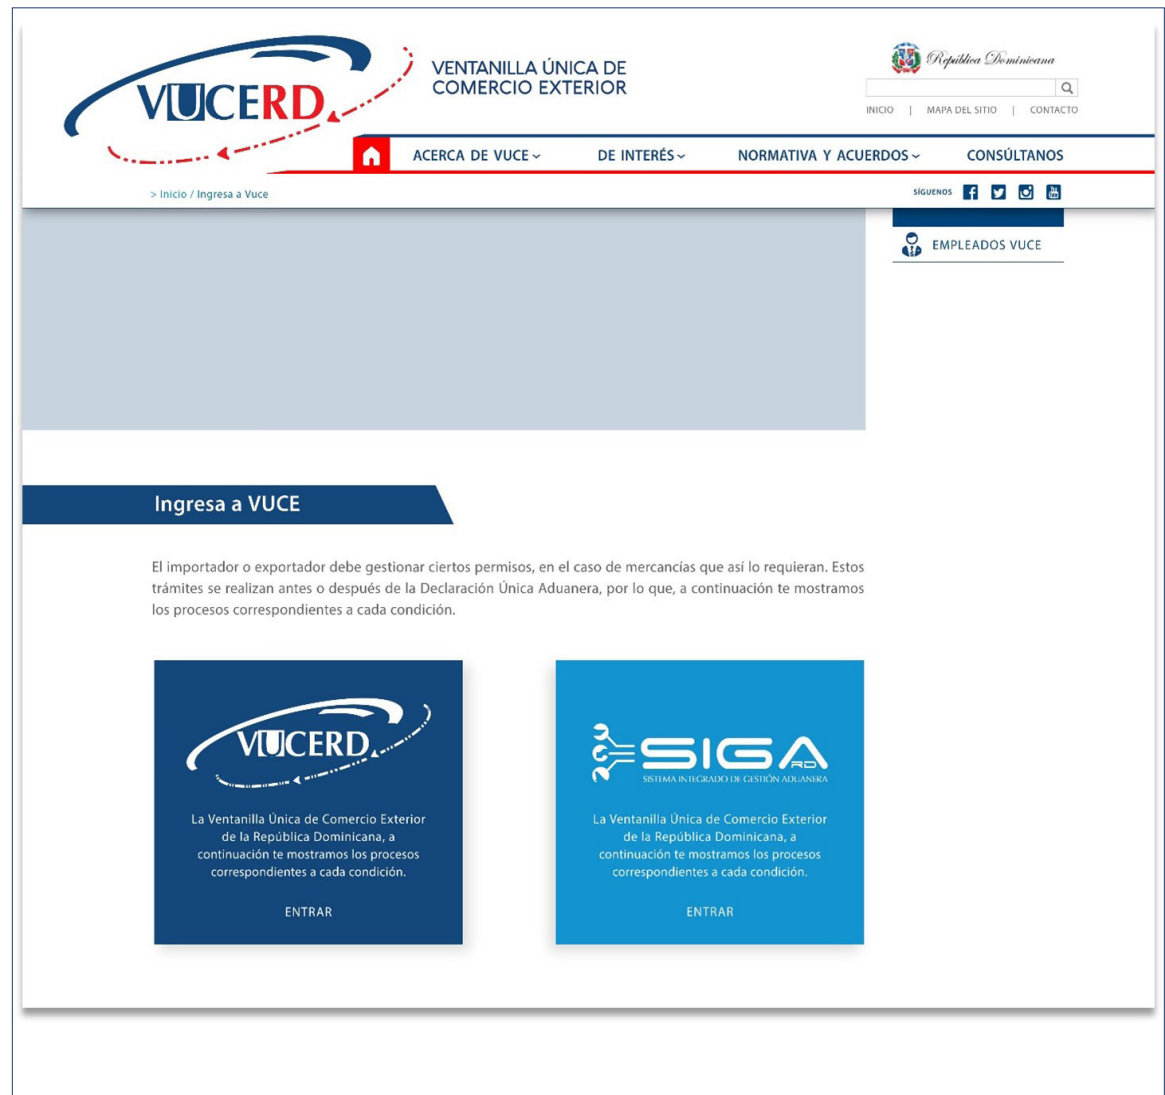 VUCERD
VENTANILLA ÚNICA DE
COMERCIO EXTERIOR
República Dominicana
INICIO | MAPA DEL SITIO | CONTACTO
ACERCA DE VUCE DE INTERÉS NORMATIVA Y ACUERDOS CONSÚLTANOS
> Inicio / Ingresa a Vuce
SÍGUENOS
EMPLEADOS VUCE
Ingresa a VUCE
El importador o exportador debe gestionar ciertos permisos, en el caso de mercancías que así lo requieran. Estos
trámites se realizan antes o después de la Declaración Única Aduanera, por lo que, a continuación te mostramos
los procesos correspondientes a cada condición.
VUCERD
La Ventanilla Única de Comercio Exterior
de la República Dominicana, a
continuación te mostramos los procesos
correspondientes a cada condición.
ENTRAR
SIGA
RD
SISTEMA INTEGRADO DE GESTIÓN ADUANERA
La Ventanilla Única de Comercio Exterior
de la República Dominicana, a
continuación te mostramos los procesos
correspondientes a cada condición.
ENTRAR